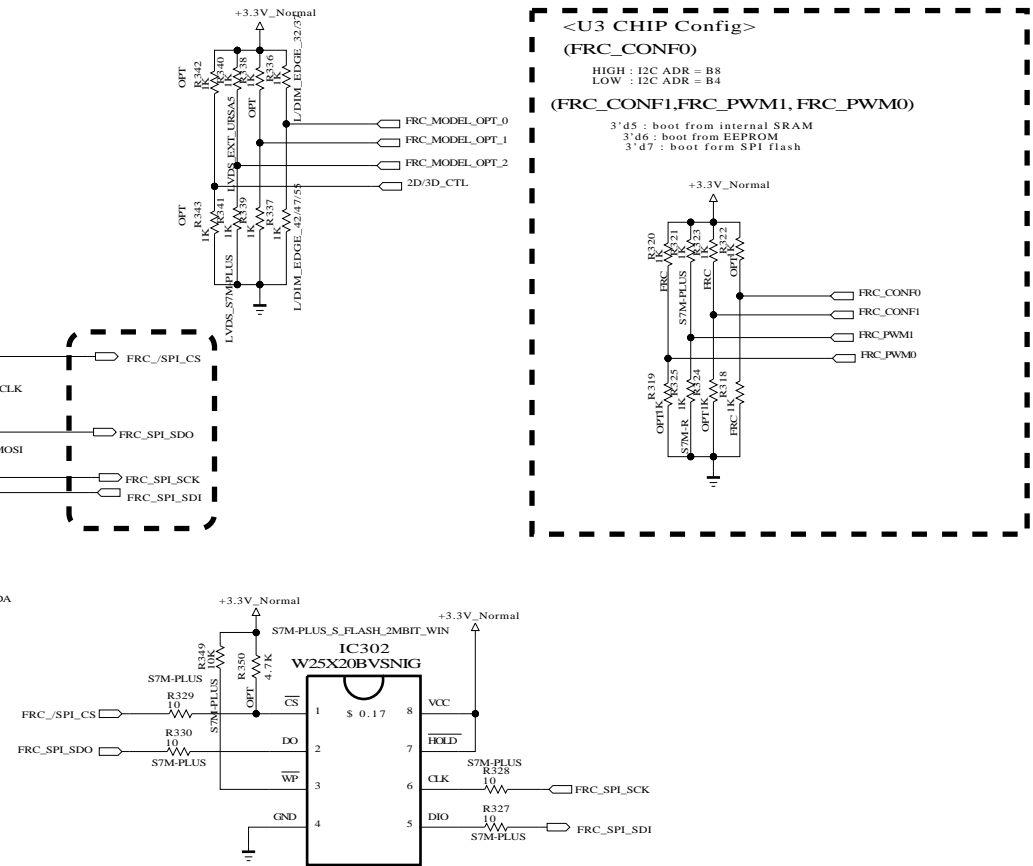 +3.3V_Normal
OPT
R342
1K
R340
1K
R338
1K
OPT
R336
1K
L/DIM_EDGE_32/37
LVDS_EXT_URSA5
FRC_MODEL_OPT_0
FRC_MODEL_OPT_1
FRC_MODEL_OPT_2
2D/3D_CTL
OPT
R343
1K
R341
1K
R339
1K
R337
1K
L/DIM_EDGE_42/47/55
LVDS_S7M-PLUS
<U3 CHIP Config>
(FRC_CONF0)
HIGH : I2C ADR = B8
LOW : I2C ADR = B4
(FRC_CONF1,FRC_PWM1, FRC_PWM0)
3'd5 : boot from internal SRAM
3'd6 : boot from EEPROM
3'd7 : boot form SPI flash
+3.3V_Normal
R320
1K
FRC
R321
1K
S7M-PLUS
R323
1K
FRC
R322
1K
OPT
FRC_CONF0
FRC_CONF1
FRC_PWM1
FRC_PWM0
R319
1K
OPT
R325
1K
S7M-R
R324
1K
OPT
R318
1K
FRC
FRC_/SPI_CS
CLK
FRC_SPI_SDO
MOSI
FRC_SPI_SCK
FRC_SPI_SDI
DA
+3.3V_Normal
+3.3V_Normal
S7M-PLUS_S_FLASH_2MBIT_WIN
IC302
W25X20BVSNIG
R349
10K
S7M-PLUS
R350
4.7K
OPT
S7M-PLUS
R329
10
FRC_/SPI_CS
CS
1
$ 0.17
8
VCC
R330
10
FRC_SPI_SDO
S7M-PLUS
DO
2
7
HOLD
WP
3
6
CLK
S7M-PLUS
R328
10
FRC_SPI_SCK
GND
4
5
DIO
R327
10
S7M-PLUS
FRC_SPI_SDI